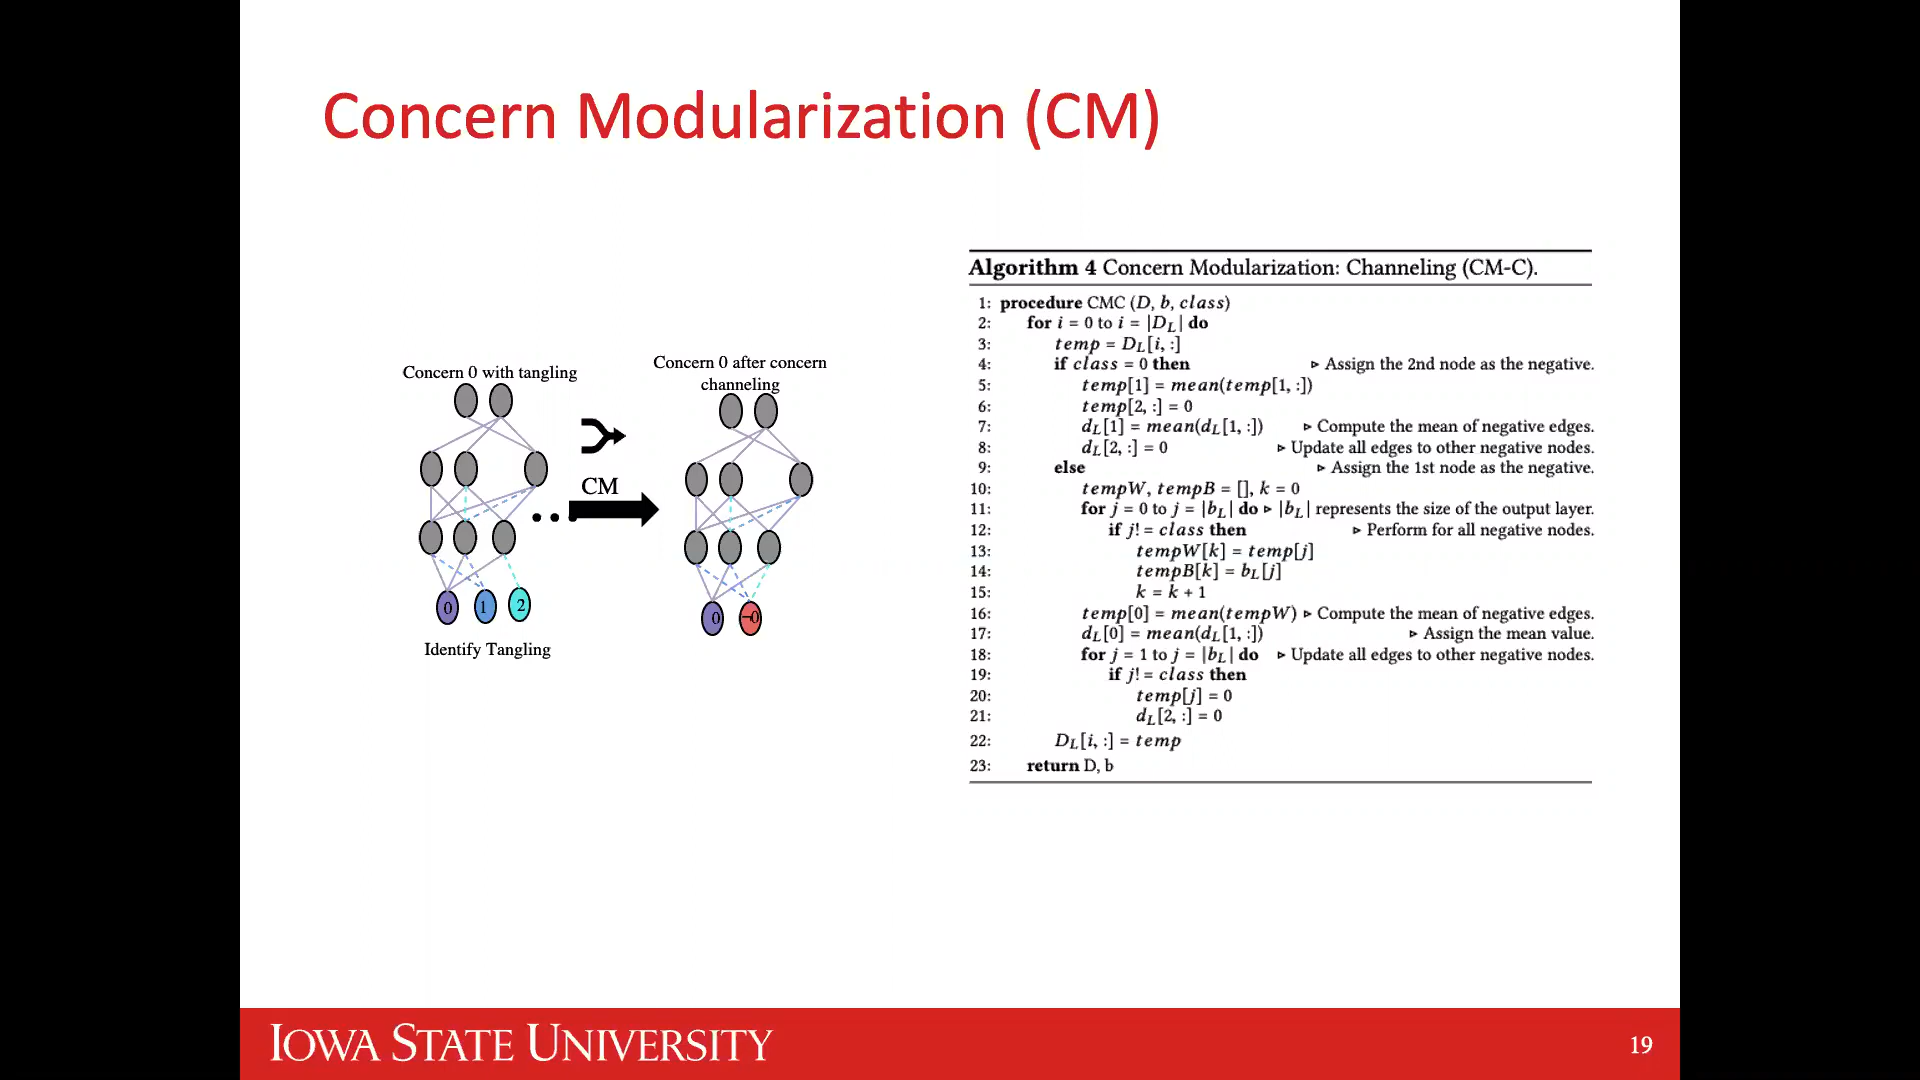 Concern Modularization (CM)
Concern 0 with tangling
CM
0 1 2
Identify Tangling
Concern 0 after concern
channeling
0 ¬0
Algorithm 4 Concern Modularization: Channeling (CM-C).
1: procedure CMC (D, b, class)
2: for i = 0 to i = |D_L| do
3: temp = D_L[i, :]
4: if class = 0 then ▹ Assign the 2nd node as the negative.
5: temp[1] = mean(temp[1, :])
6: temp[2, :] = 0
7: d_L[1] = mean(d_L[1, :]) ▹ Compute the mean of negative edges.
8: d_L[2, :] = 0 ▹ Update all edges to other negative nodes.
9: else ▹ Assign the 1st node as the negative.
10: tempW, tempB = [], k = 0
11: for j = 0 to j = |b_L| do ▹ |b_L| represents the size of the output layer.
12: if j! = class then ▹ Perform for all negative nodes.
13: tempW[k] = temp[j]
14: tempB[k] = b_L[j]
15: k = k + 1
16: temp[0] = mean(tempW) ▹ Compute the mean of negative edges.
17: d_L[0] = mean(d_L[1, :]) ▹ Assign the mean value.
18: for j = 1 to j = |b_L| do ▹ Update all edges to other negative nodes.
19: if j! = class then
20: temp[j] = 0
21: d_L[2, :] = 0
22: D_L[i, :] = temp
23: return D, b
IOWA STATE UNIVERSITY
19